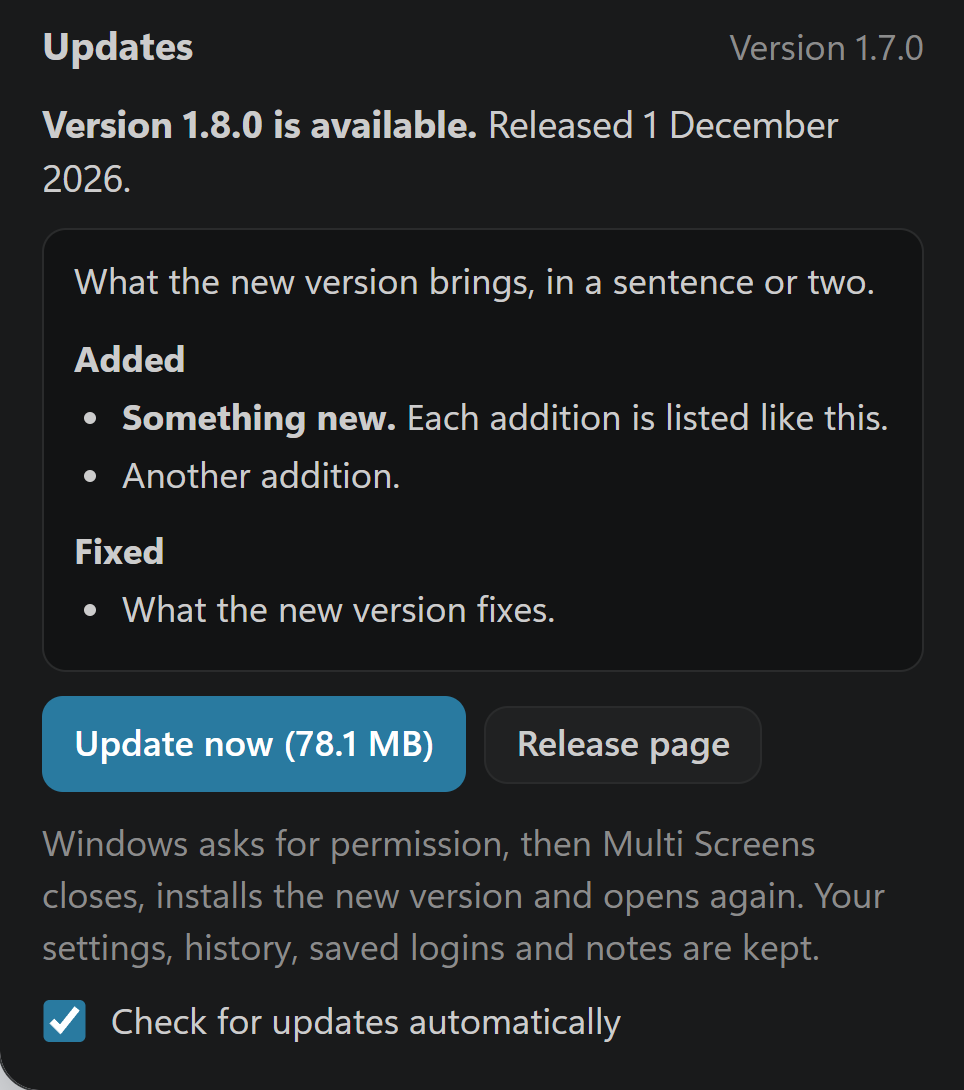 Updates
Version 1.7.0
Version 1.8.0 is available. Released 1 December
2026.
What the new version brings, in a sentence or two.
Added
• Something new. Each addition is listed like this.
• Another addition.
Fixed
• What the new version fixes.
Update now (78.1 MB)
Release page
Windows asks for permission, then Multi Screens
closes, installs the new version and opens again. Your
settings, history, saved logins and notes are kept.
Check for updates automatically